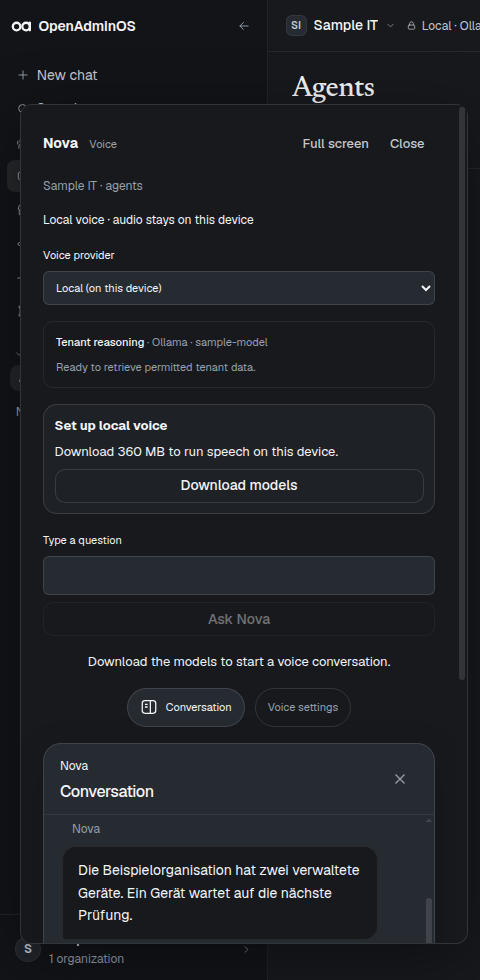 OpenAdminOS
←
SI Sample IT
Local · Olla
+ New chat
Agents
Nova Voice
Full screen
Close
Sample IT · agents
Local voice · audio stays on this device
Voice provider
Local (on this device)
Tenant reasoning · Ollama · sample-model
Ready to retrieve permitted tenant data.
Set up local voice
Download 360 MB to run speech on this device.
Download models
Type a question
Ask Nova
Download the models to start a voice conversation.
Conversation
Voice settings
Nova
Conversation
Nova
Die Beispielorganisation hat zwei verwaltete
Geräte. Ein Gerät wartet auf die nächste
Prüfung.
S
1 organization